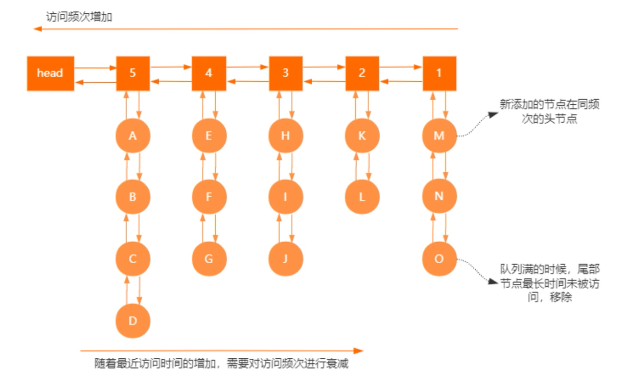 访问频次增加
head 5 4 3 2 1
A E H K M
新添加的节点在同频
次的头节点
B F I L N
C G J O
队列满的时候，尾部
节点最长时间未被访
问，移除
D
随着最近访问时间的增加，需要对访问频次进行衰减